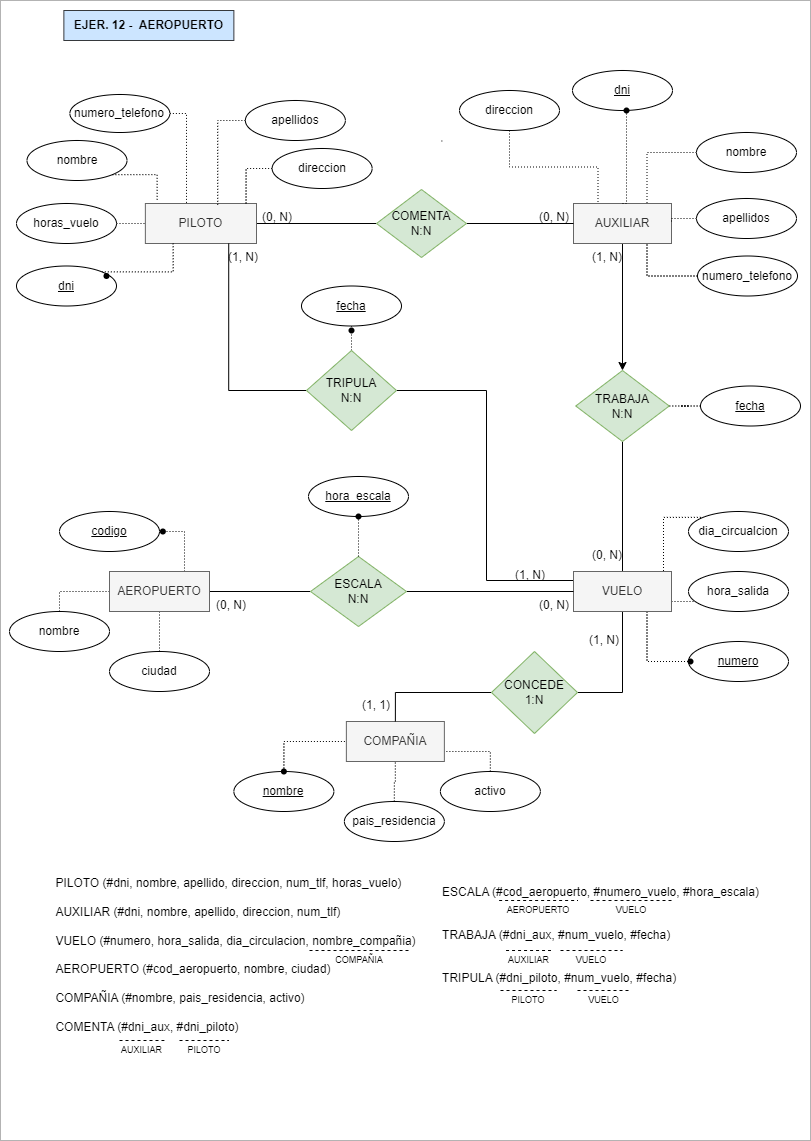 EJER. 12 - AEROPUERTO
numero_telefono
apellidos
nombre
direccion
horas_vuelo
PILOTO
dni
(0, N)
(1, N)
COMENTA
N:N
(0, N)
direccion
dni
nombre
AUXILIAR
apellidos
numero_telefono
(1, N)
fecha
TRIPULA
N:N
TRABAJA
N:N
fecha
hora_escala
codigo
AEROPUERTO
nombre
ciudad
(0, N)
ESCALA
N:N
(1, N)
(0, N)
(0, N)
VUELO
dia_circualcion
hora_salida
numero
(1, N)
CONCEDE
1:N
(1, 1)
COMPAÑIA
nombre
pais_residencia
activo
PILOTO (#dni, nombre, apellido, direccion, num_tlf, horas_vuelo)
AUXILIAR (#dni, nombre, apellido, direccion, num_tlf)
VUELO (#numero, hora_salida, dia_circulacion, nombre_compañia)
COMPAÑIA
AEROPUERTO (#cod_aeropuerto, nombre, ciudad)
COMPAÑIA (#nombre, pais_residencia, activo)
COMENTA (#dni_aux, #dni_piloto)
AUXILIAR PILOTO
ESCALA (#cod_aeropuerto, #numero_vuelo, #hora_escala)
AEROPUERTO VUELO
TRABAJA (#dni_aux, #num_vuelo, #fecha)
AUXILIAR VUELO
TRIPULA (#dni_piloto, #num_vuelo, #fecha)
PILOTO VUELO